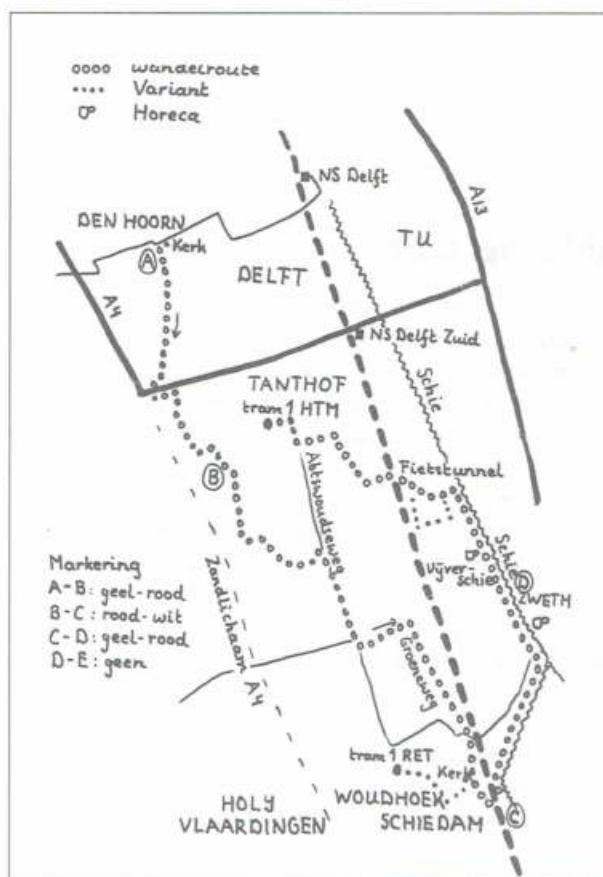 wandelroute
Variant
Horeca
NS Delft
A13
DEN HOORN
Kerk
TU
A
DELFT
A4
NS Delft Zuid
TANTHOF
tram 1 HTM
Schie
Abtswoudseweg
Fietstunnel
B
Markering
A-B: geel-rood
B-C: rood-wit
C-D: geel-rood
D-E: geen
Zandlichaam A4
Schie
D
Vijver-
schie
ZWETH
Groeneweg
tram 1 RET
Kerk
HOLY
VLAARDINGEN
WOUDHOEK
SCHIEDAM
C